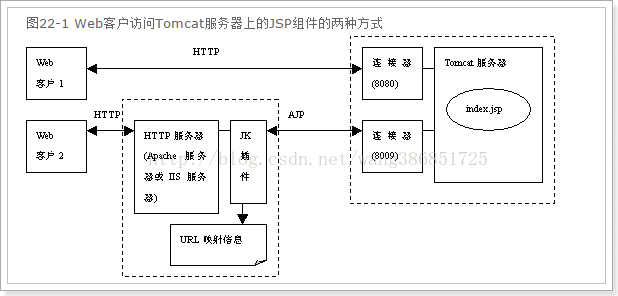 图22-1 Web客户访问Tomcat服务器上的JSP组件的两种方式
Web
客户 1
HTTP
连接器
(8080)
Tomcat 服务器
index.jsp
Web
客户 2
HTTP
HTTP 服务器
(Apache 服务
器或 IIS 服务
器)
JK
插
件
AJP
连接器
(8009)
URL 映射信息
http://blog.csdn.net/wang386851725